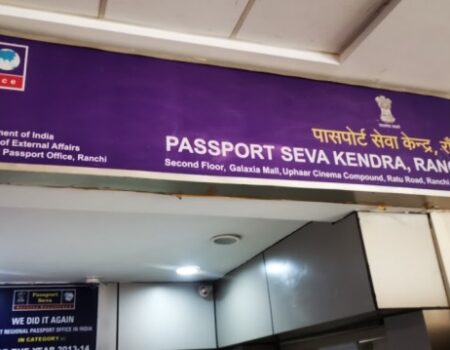 ice
ment of India
of External Affairs
Passport Office, Ranchi
पासपोर्ट सेवा केन्द्र,
PASSPORT SEVA KENDRA, RANC
Second Floor, Galaxia Mall, Uphaar Cinema Compound, Ratu Road, Ranchi
Passport
Seva
WE DID IT AGAIN
T REGIONAL PASSPORT OFFICE IN INDIA
IN CATEGORY
YEAR 2013-14